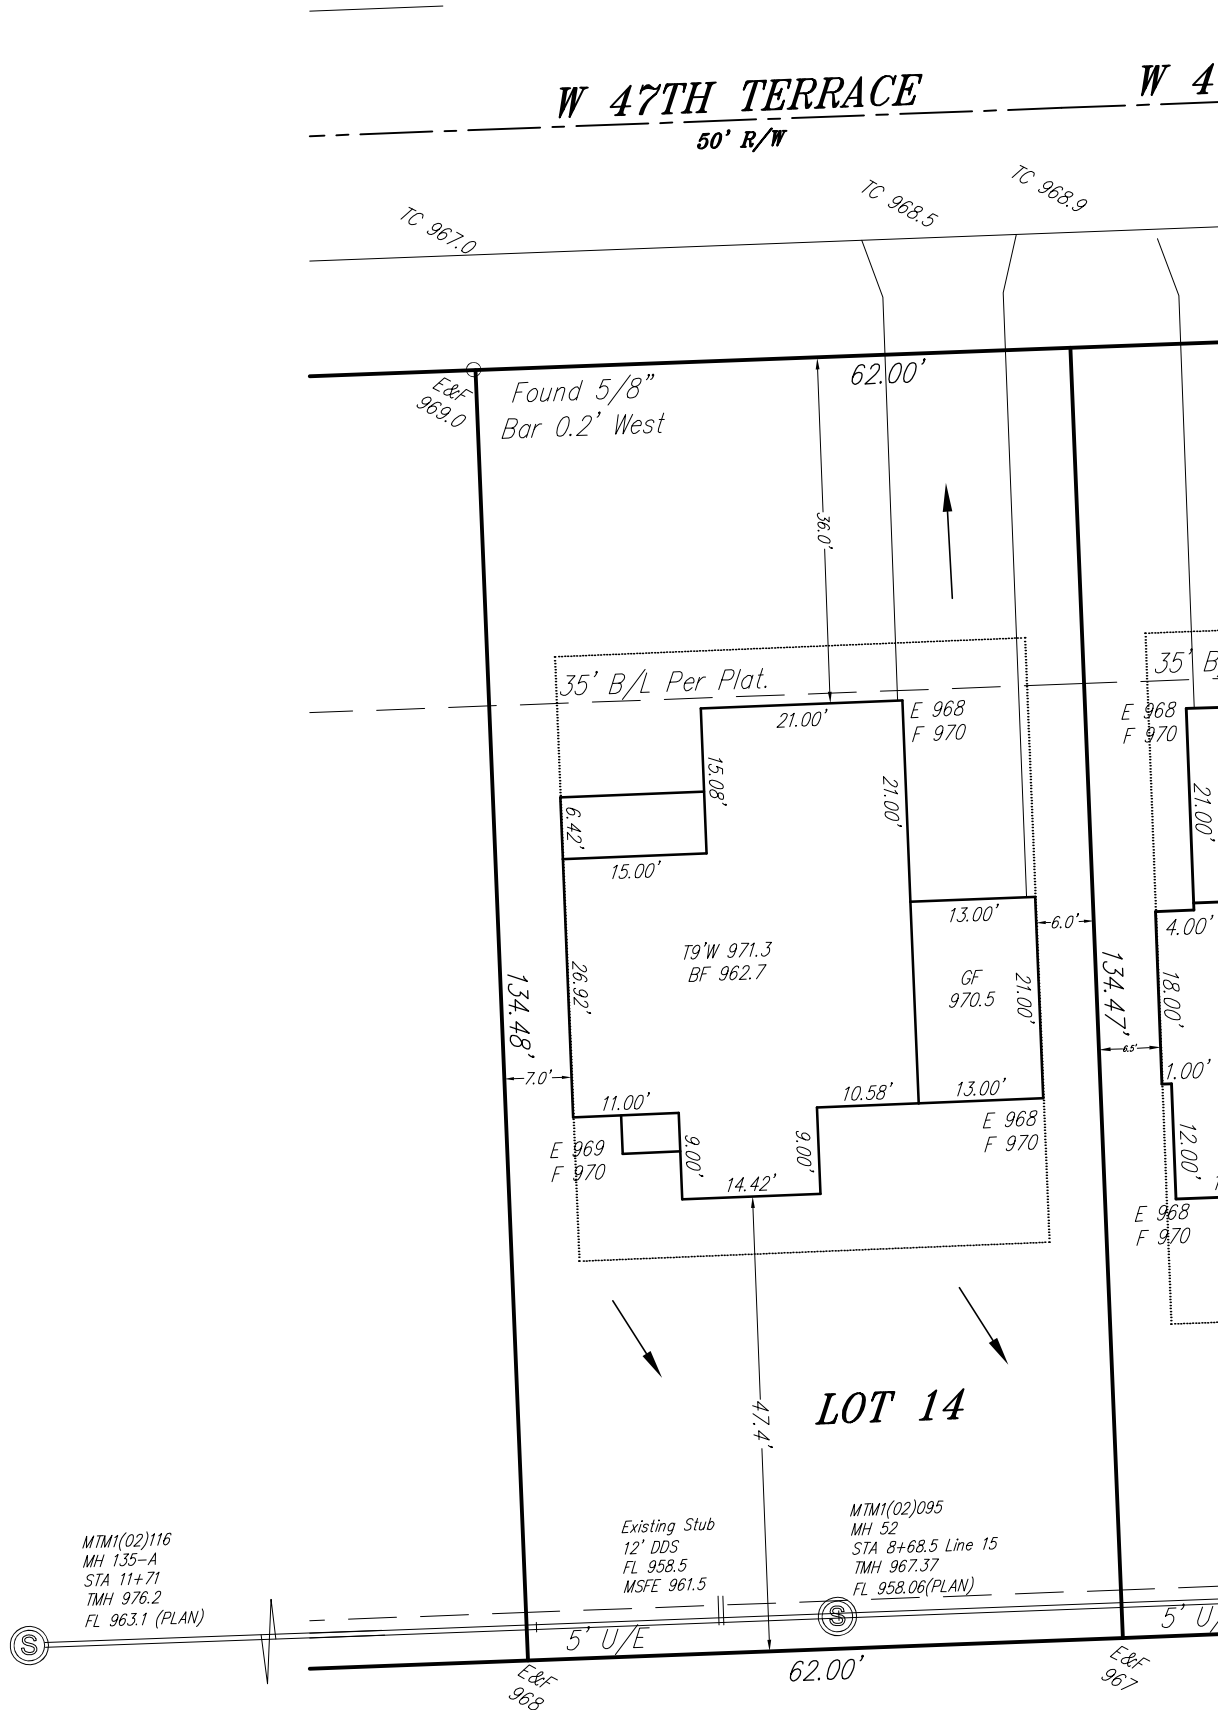 W 47TH TERRACE
W 4
50' R/W
TC 967.0
TC 968.5
TC 968.9
E&F
969.0
Found 5/8"
Bar 0.2' West
62.00'
36.0'
35' B/L Per Plat.
35' B
21.00'
E 968
F 970
E 968
F 970
15.08'
21.00'
21.00'
6.42'
15.00'
13.00'
6.0'
4.00'
T9'W 971.3
BF 962.7
GF
970.5
26.92'
21.00'
134.48'
134.47'
18.00'
6.5'
7.0'
1.00'
11.00'
10.58'
13.00'
E 969
F 970
9.00'
9.00'
E 968
F 970
12.00'
14.42'
E 968
F 970
47.4'
LOT 14
MTM1(02)116
MH 135-A
STA 11+71
TMH 976.2
FL 963.1 (PLAN)
Existing Stub
12' DDS
FL 958.5
MSFE 961.5
MTM1(02)095
MH 52
STA 8+68.5 Line 15
TMH 967.37
FL 958.06(PLAN)
S
S
5' U/E
5' U/
62.00'
E&F
968
E&F
967